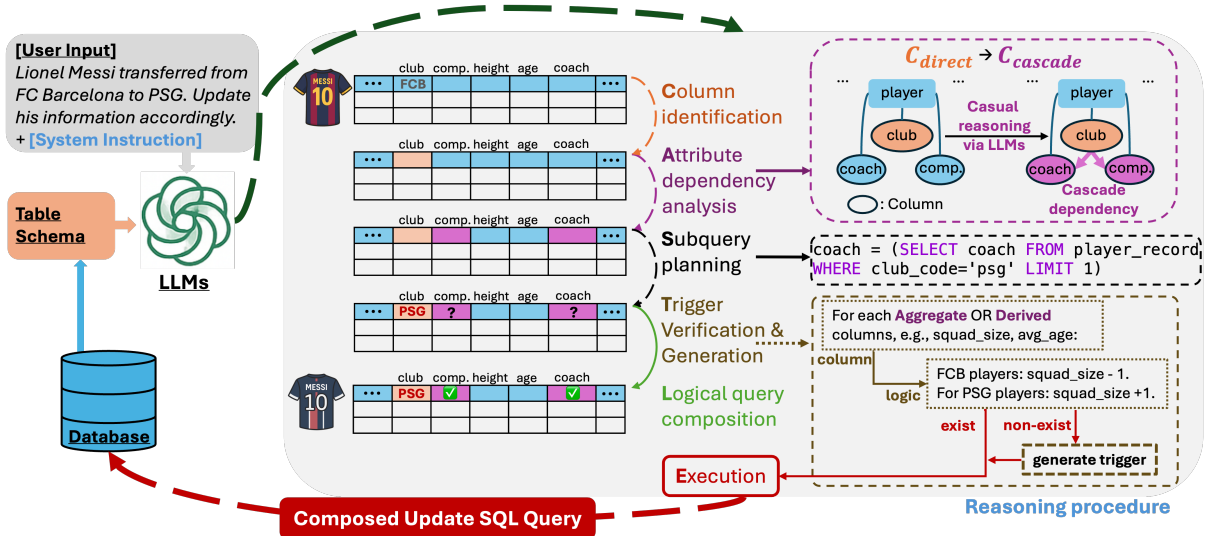 [User Input]
Lionel Messi transferred from
FC Barcelona to PSG. Update
his information accordingly.
+ [System Instruction]
Table
Schema
LLMs
Database
Composed Update SQL Query
club comp. height age coach
MESSI
10
... FCB ...
Column
identification
club comp. height age coach
... ...
Attribute
dependency
analysis
club comp. height age coach
... ...
Subquery
planning
club comp. height age coach
... PSG ? ? ...
Trigger
Verification &
Generation
club comp. height age coach
MESSI
10
... PSG ✅ ✅ ...
Logical query
composition
Execution
C_direct → C_cascade
... ... ...
player
club
coach
comp.
Casual
reasoning
via LLMs
player
club
coach
comp.
Cascade
dependency
: Column
coach = (SELECT coach FROM player_record
WHERE club_code='psg' LIMIT 1)
For each Aggregate OR Derived
columns, e.g., squad_size, avg_age:
column
logic
FCB players: squad_size - 1.
For PSG players: squad_size +1.
exist
non-exist
generate trigger
Reasoning procedure